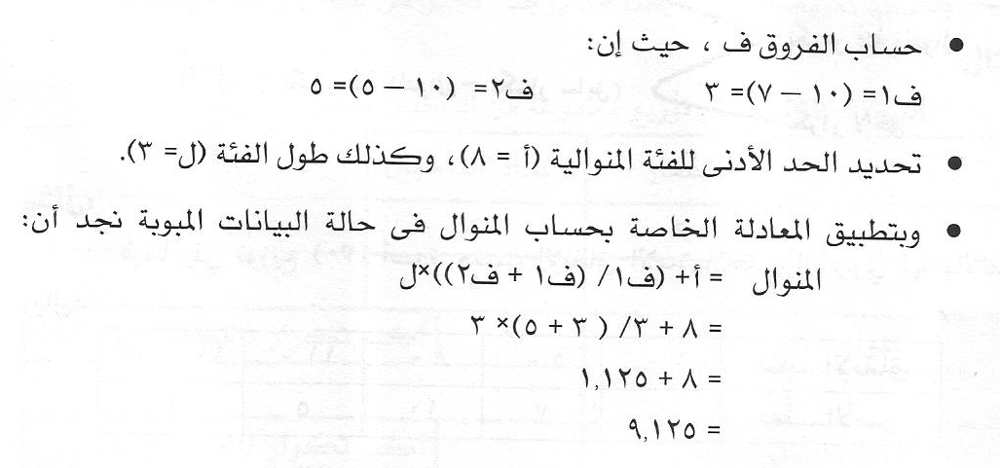 • حساب الفروق ف ، حيث إن:
ف١= (١٠ – ٧)= ٣ ف٢= (١٠ – ٥)= ٥
• تحديد الحد الأدنى للفئة المنوالية (أ = ٨)، وكذلك طول الفئة (ل= ٣).
• وبتطبيق المعادلة الخاصة بحساب المنوال فى حالة البيانات المبوبة نجد أن:
المنوال = أ+ (ف١/ (ف١ + ف٢))×ل
= ٨ + ٣/ ( ٣ + ٥)× ٣
= ٨ + ١,١٢٥
= ٩,١٢٥